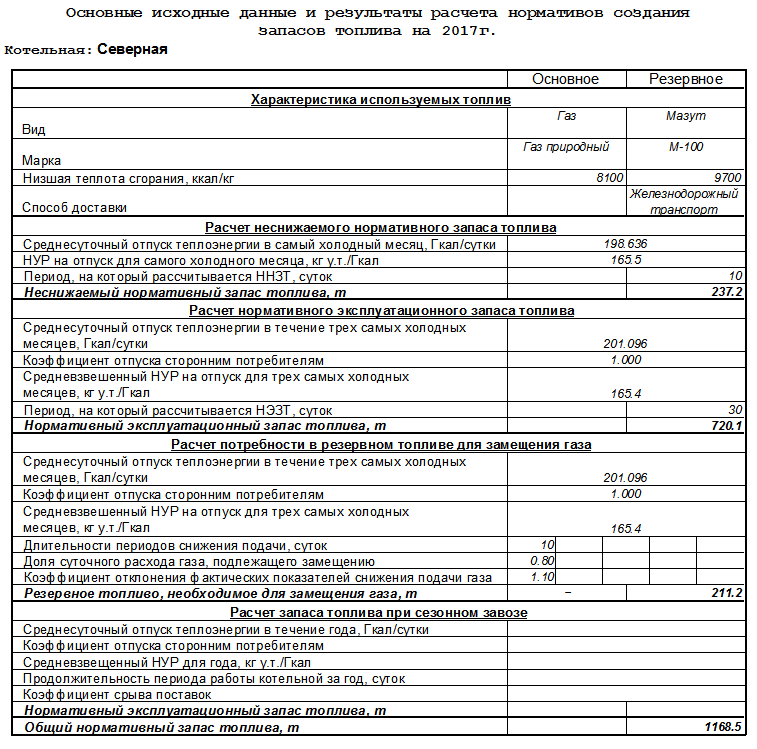 Основные исходные данные и результаты расчета нормативов создания
запасов топлива на 2017г.
Котельная: Северная
Основное Резервное
Характеристика используемых топлив
Вид Газ Мазут
Марка Газ природный М-100
Низшая теплота сгорания, ккал/кг 8100 9700
Способ доставки Железнодорожный
транспорт
Расчет неснижаемого нормативного запаса топлива
Среднесуточный отпуск теплоэнергии в самый холодный месяц, Гкал/сутки 198.636
НУР на отпуск для самого холодного месяца, кг у.т./Гкал 165.5
Период, на который рассчитывается ННЗТ, суток 10
Неснижаемый нормативный запас топлива, т 237.2
Расчет нормативного эксплуатационного запаса топлива
Среднесуточный отпуск теплоэнергии в течение трех самых холодных
месяцев, Гкал/сутки 201.096
Коэффициент отпуска сторонним потребителям 1.000
Средневзвешенный НУР на отпуск для трех самых холодных
месяцев, кг у.т./Гкал 165.4
Период, на который рассчитывается НЭЗТ, суток 30
Нормативный эксплуатационный запас топлива, т 720.1
Расчет потребности в резервном топливе для замещения газа
Среднесуточный отпуск теплоэнергии в течение трех самых холодных
месяцев, Гкал/сутки 201.096
Коэффициент отпуска сторонним потребителям 1.000
Средневзвешенный НУР на отпуск для трех самых холодных
месяцев, кг у.т./Гкал 165.4
Длительности периодов снижения подачи, суток 10
Доля суточного расхода газа, подлежащего замещению 0.80
Коэффициент отклонения фактических показателей снижения подачи газа 1.10
Резервное топливо, необходимое для замещения газа, т – 211.2
Расчет запаса топлива при сезонном завозе
Среднесуточный отпуск теплоэнергии в течение года, Гкал/сутки
Коэффициент отпуска сторонним потребителям
Средневзвещенный НУР для года, кг у.т./Гкал
Продолжительность периода работы котельной за год, суток
Коэффициент срыва поставок
Нормативный эксплуатационный запас топлива, т
Общий нормативный запас топлива, т 1168.5